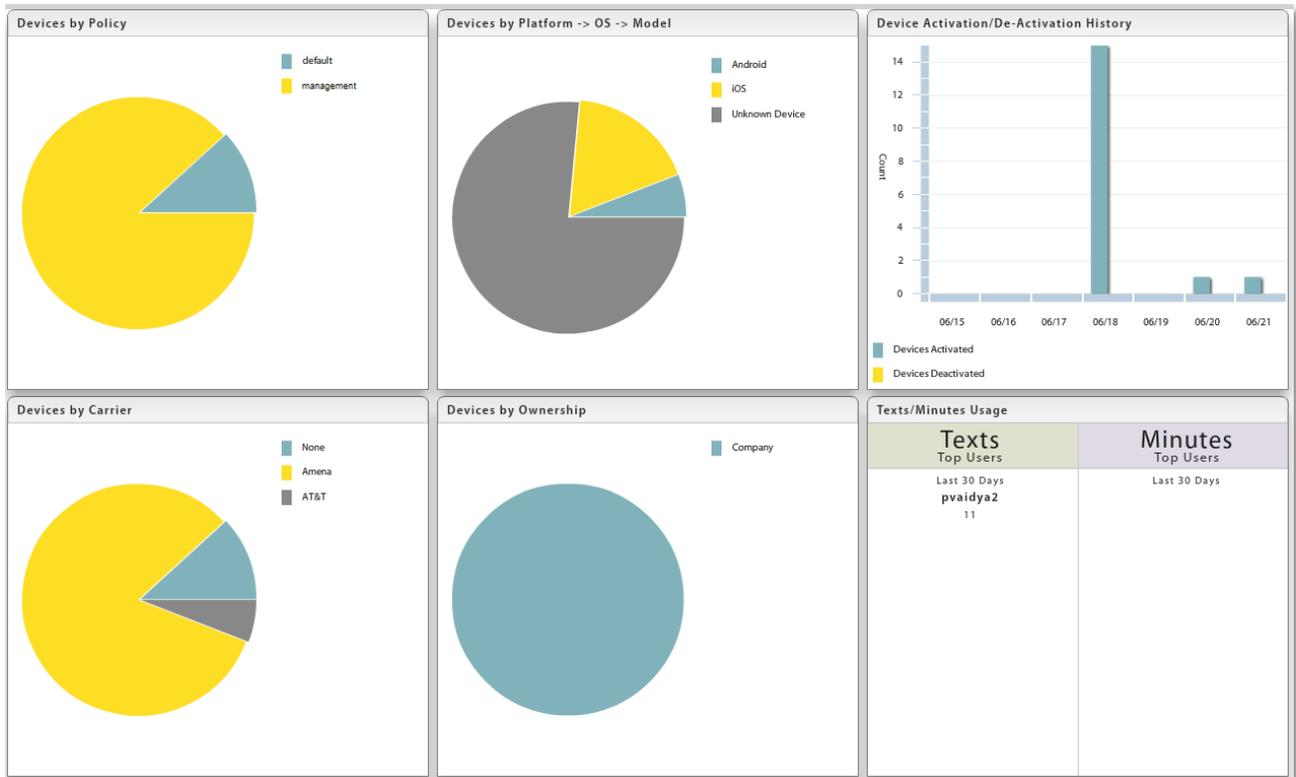 Devices by Policy
default
management
Devices by Platform -> OS -> Model
Android
iOS
Unknown Device
Device Activation/De-Activation History
14
12
10
8
6
4
2
0
Count
06/15 06/16 06/17 06/18 06/19 06/20 06/21
Devices Activated
Devices Deactivated
Devices by Carrier
None
Amena
AT&T
Devices by Ownership
Company
Texts/Minutes Usage
Texts
Top Users
Last 30 Days
pvaidya2
11
Minutes
Top Users
Last 30 Days